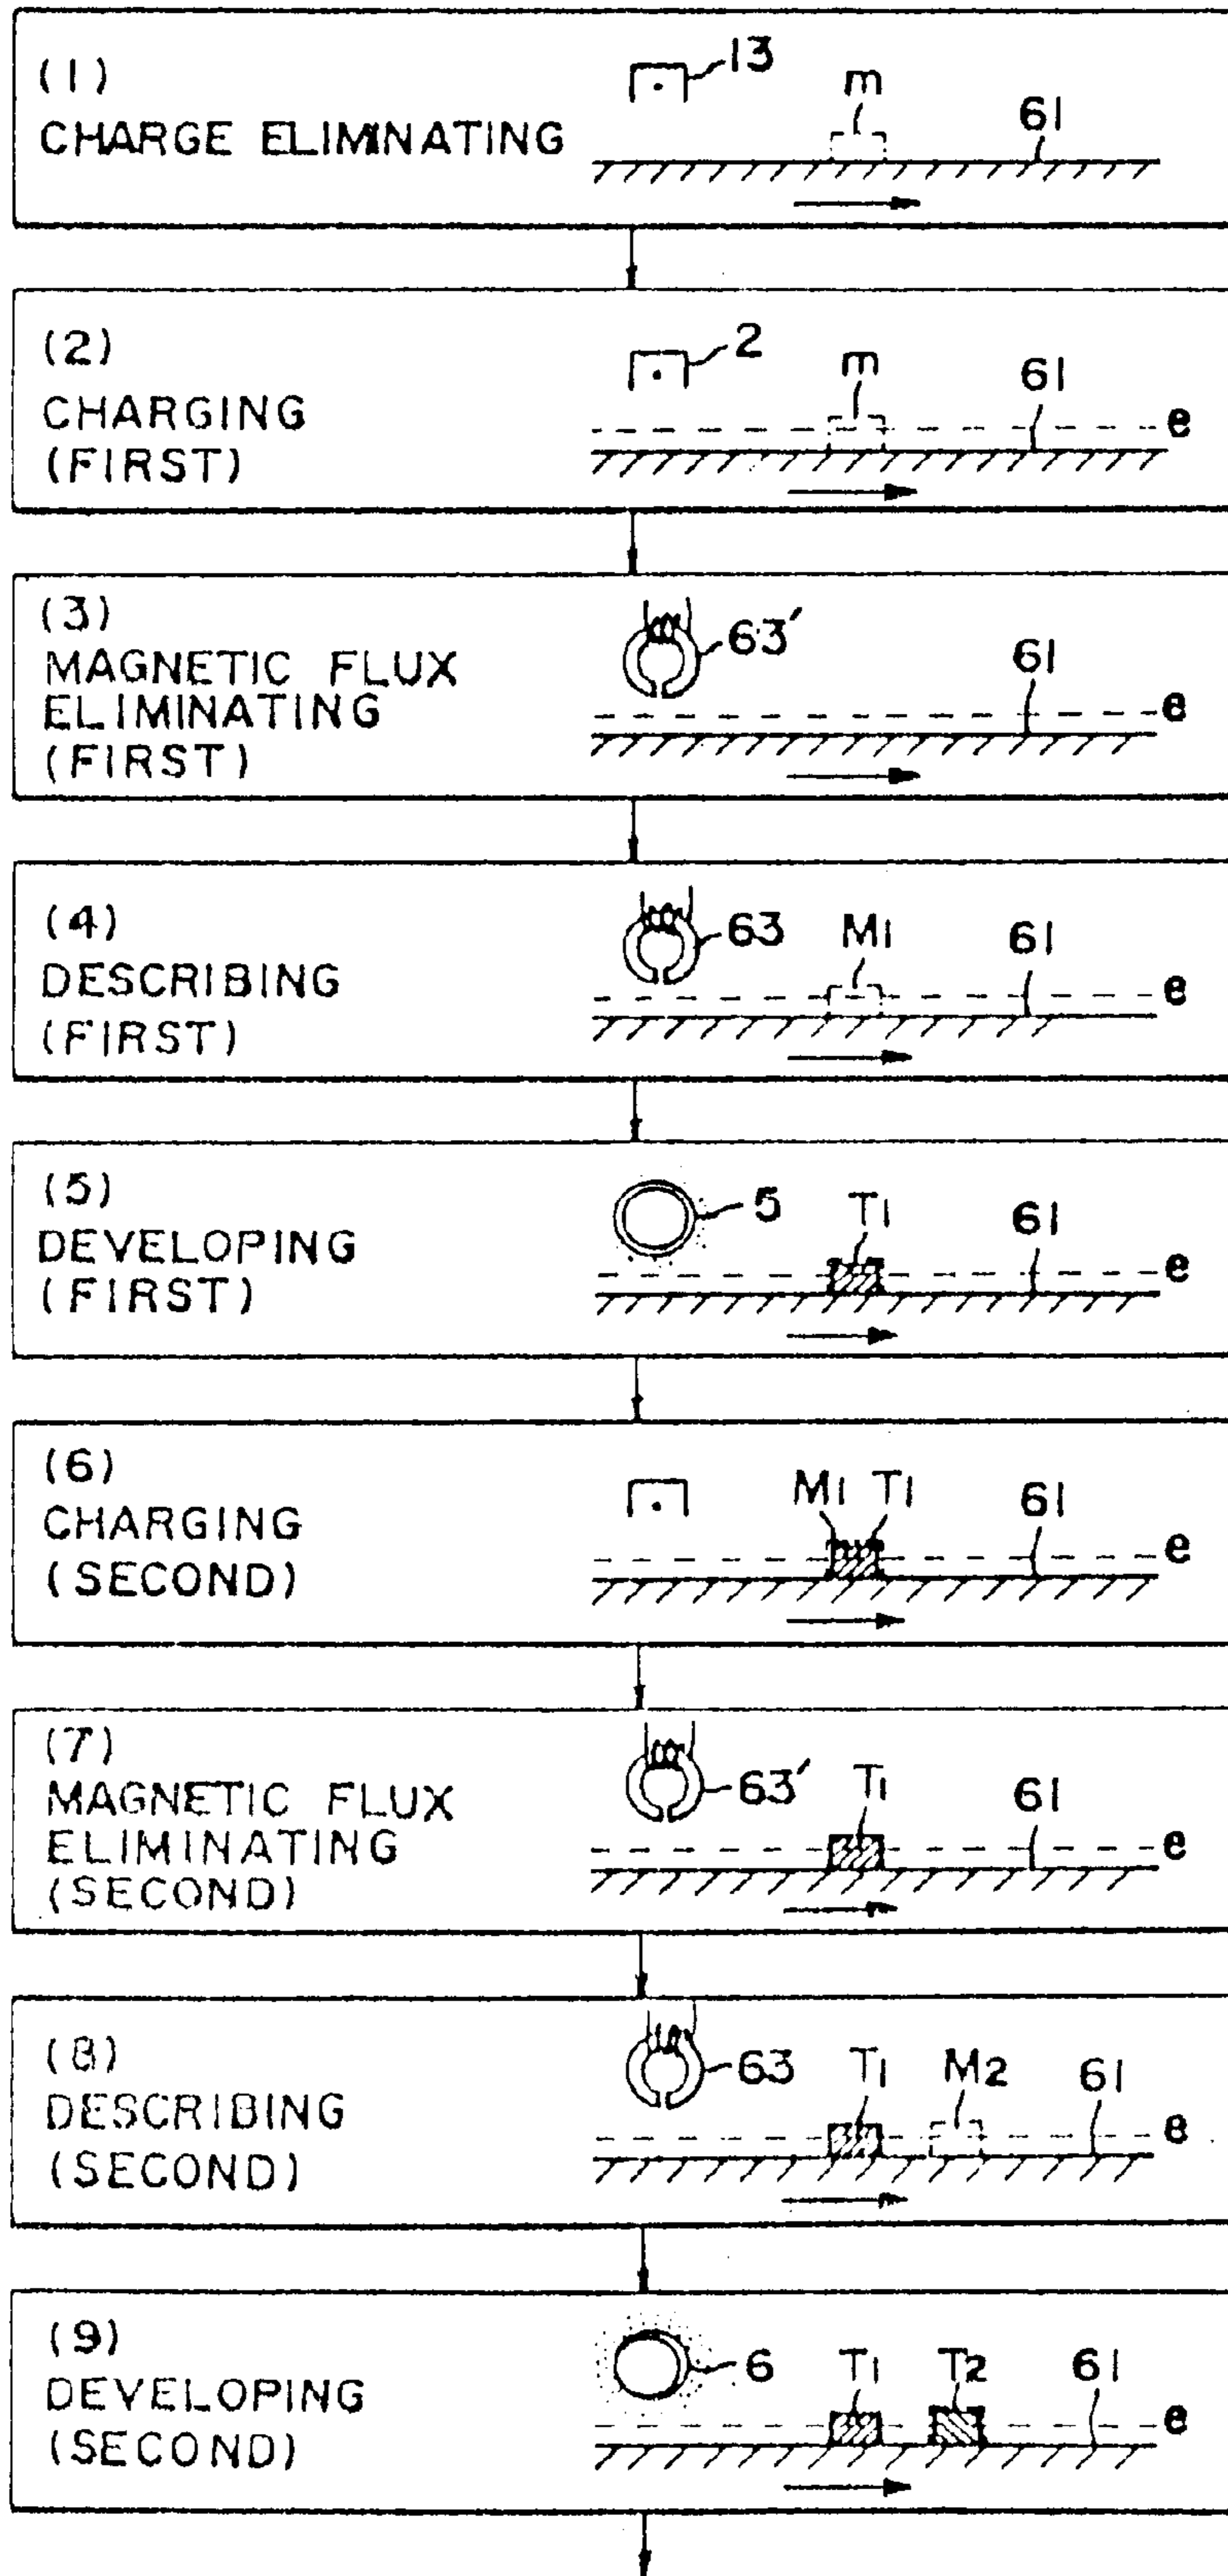 (1)
CHARGE ELIMINATING
13
m
61
(2)
CHARGING
(FIRST)
2
m
61
e
(3)
MAGNETIC FLUX
ELIMINATING
(FIRST)
63′
61
e
(4)
DESCRIBING
(FIRST)
63
M1
61
e
(5)
DEVELOPING
(FIRST)
5
T1
61
e
(6)
CHARGING
(SECOND)
M1 T1
61
e
(7)
MAGNETIC FLUX
ELIMINATING
(SECOND)
63′
T1
61
e
(8)
DESCRIBING
(SECOND)
63
T1
M2
61
e
(9)
DEVELOPING
(SECOND)
6
T1
T2
61
e